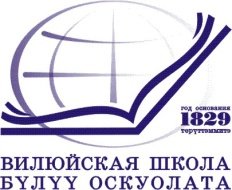 год основания
1829
төрүттэммитэ
ВИЛЮЙСКАЯ ШКОЛА
БҮЛҮҮ ОСКУОЛАТА